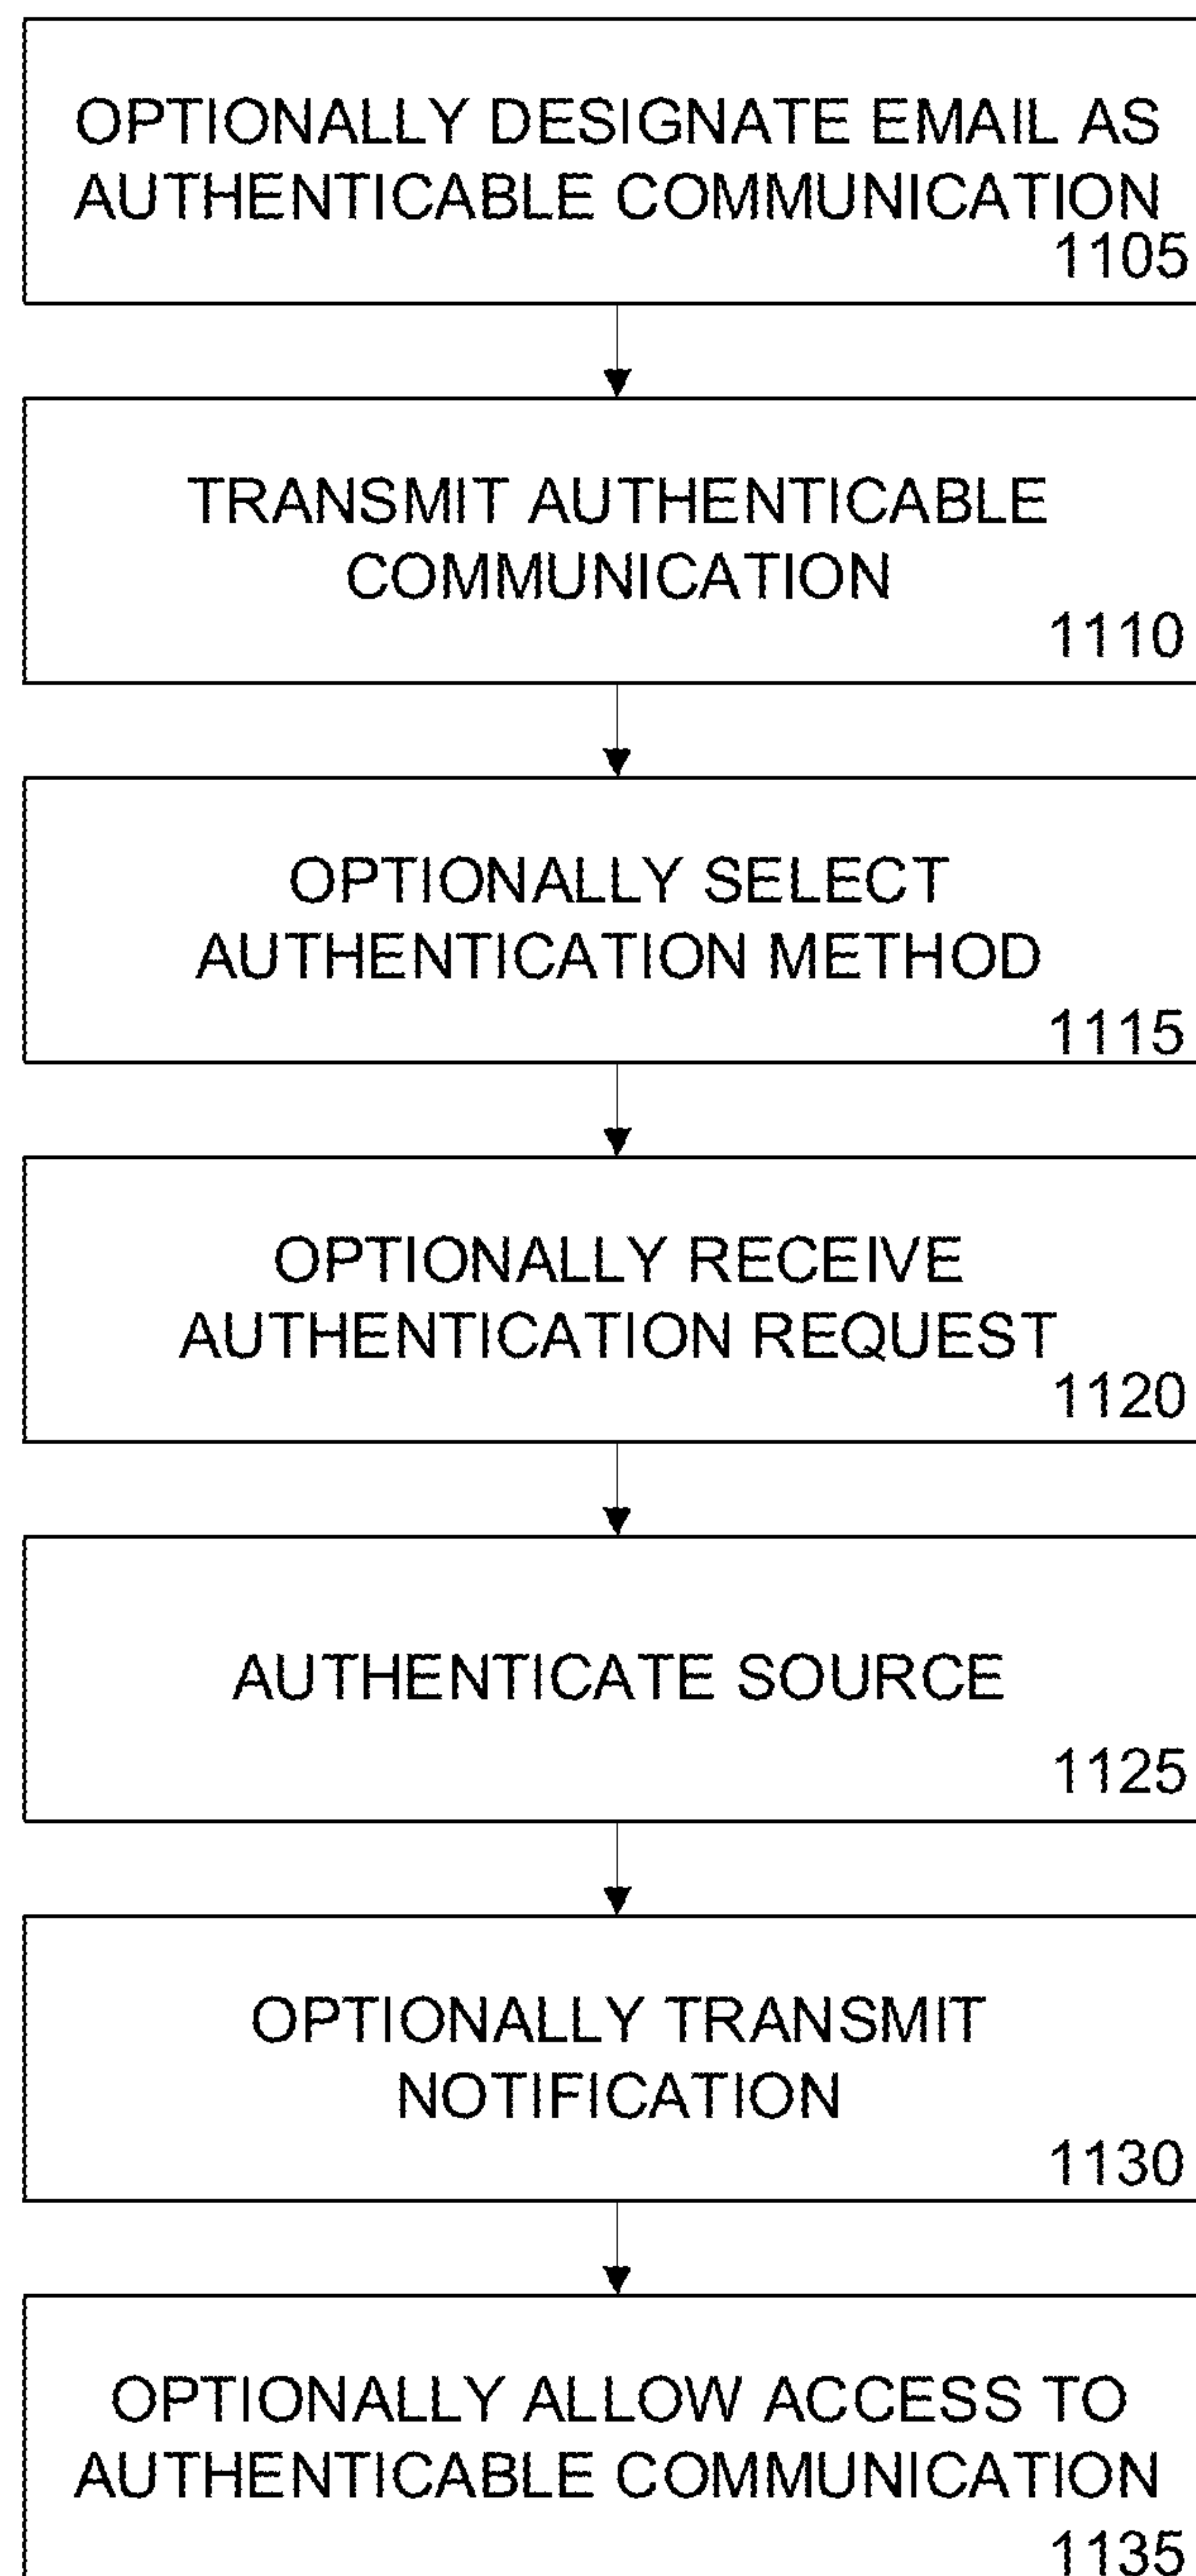 OPTIONALLY DESIGNATE EMAIL AS
AUTHENTICABLE COMMUNICATION
1105
TRANSMIT AUTHENTICABLE
COMMUNICATION
1110
OPTIONALLY SELECT
AUTHENTICATION METHOD
1115
OPTIONALLY RECEIVE
AUTHENTICATION REQUEST
1120
AUTHENTICATE SOURCE
1125
OPTIONALLY TRANSMIT
NOTIFICATION
1130
OPTIONALLY ALLOW ACCESS TO
AUTHENTICABLE COMMUNICATION
1135